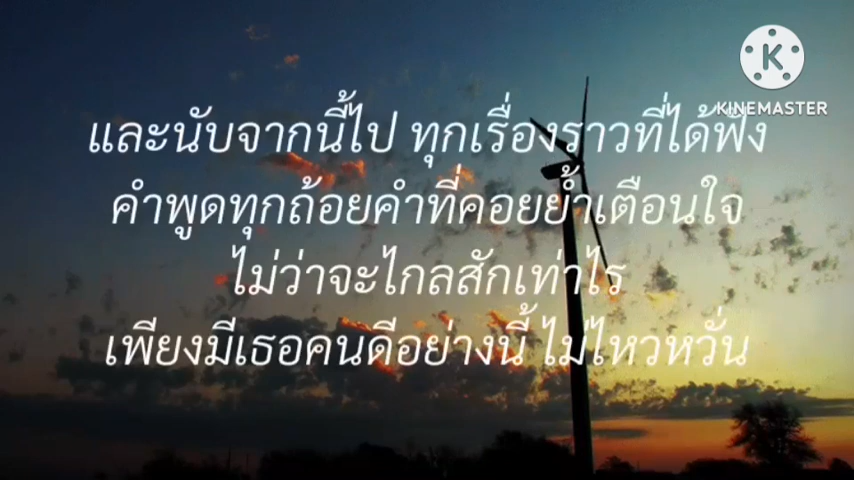 KINEMASTER
และนับจากนี้ไป ทุกเรื่องราวที่ได้ฟัง
คำพูดทุกถ้อยคำที่คอยย้ำเตือนใจ
ไม่ว่าจะไกลสักเท่าไร
เพียงมีเธอคนดีอย่างนี้ ไม่ไหวหวั่น